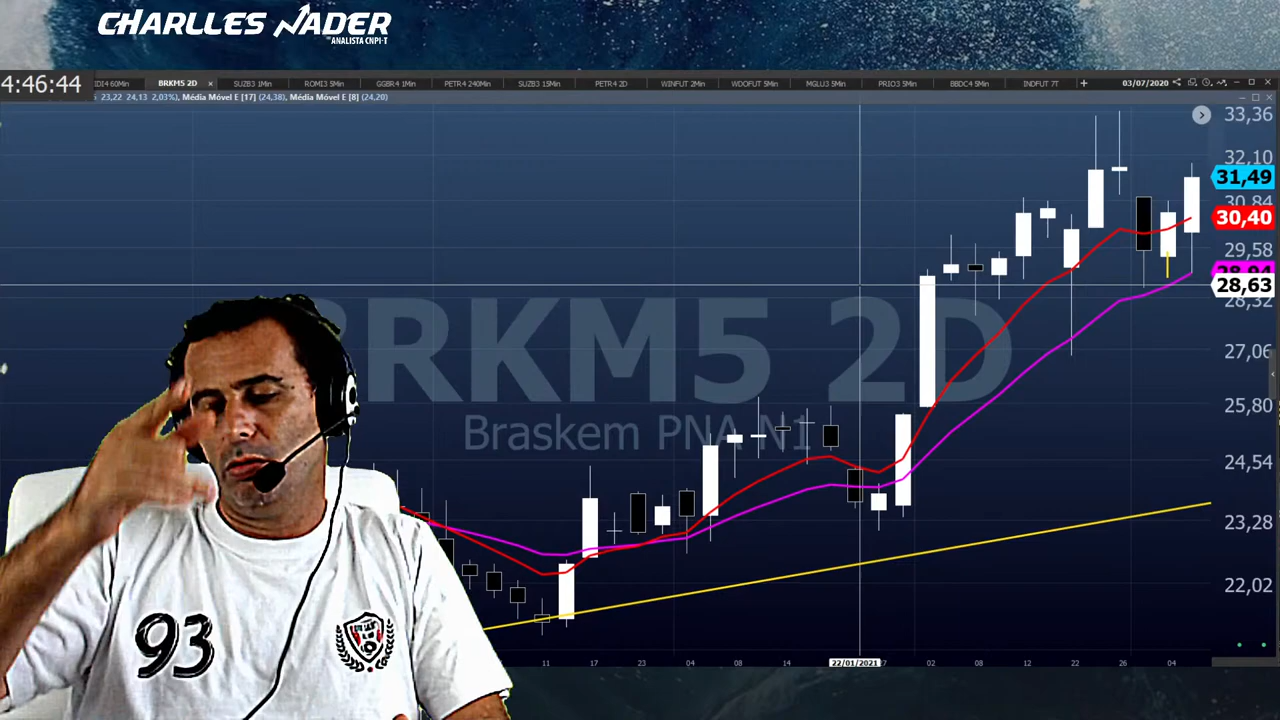 CHARLLES NADER
ANALISTA CNPI-T
4:46:44
DI4 60Min
BRKM5 2D
SUZB3 1Min
ROMI3 5Min
GGBR4 1Min
PETR4 240Min
SUZB3 15Min
PETR4 2D
WINFUT 2Min
WDOFUT 5Min
MGLU3 5Min
PRIO3 5Min
BBDC4 5Min
INDFUT 7T
03/07/2020
23,22 24,13 2,03%), Média Móvel E [17] (24,38), Média Móvel E [8] (24,20)
33,36
32,10
31,49
30,84
30,40
29,58
28,94
28,63
28,32
27,06
25,80
24,54
23,28
22,02
BRKM5 2D
Braskem PNA N1
93
11 17 23 04 08 14 22/01/2021 27 02 08 12 22 26 04